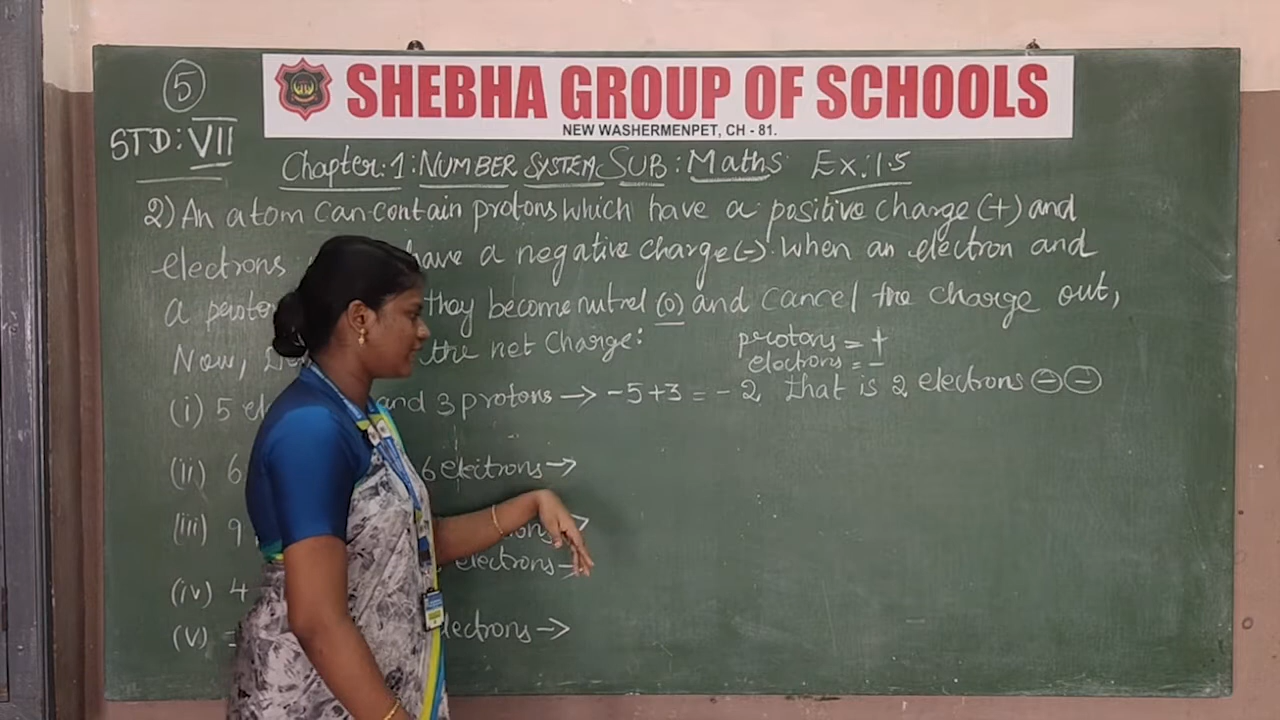 5
SHEBHA GROUP OF SCHOOLS
NEW WASHERMENPET, CH - 81.
STD: VII
Chapter:1: NUMBER SYSTEM SUB: Maths Ex:1.5
2) An atom can contain protons which have a positive charge (+) and
electrons have a negative charge (-). When an electron and
a they become nutral (0) and cancel the charge out,
Now, the net Charge:
protons = +
electrons = -
(i) 5 and 3 protons → -5+3 = -2 that is 2 electrons ⊖⊖
(ii) 6 6 elcitrons →
(iii) 9
electrons →
(iv) 4
(v) →